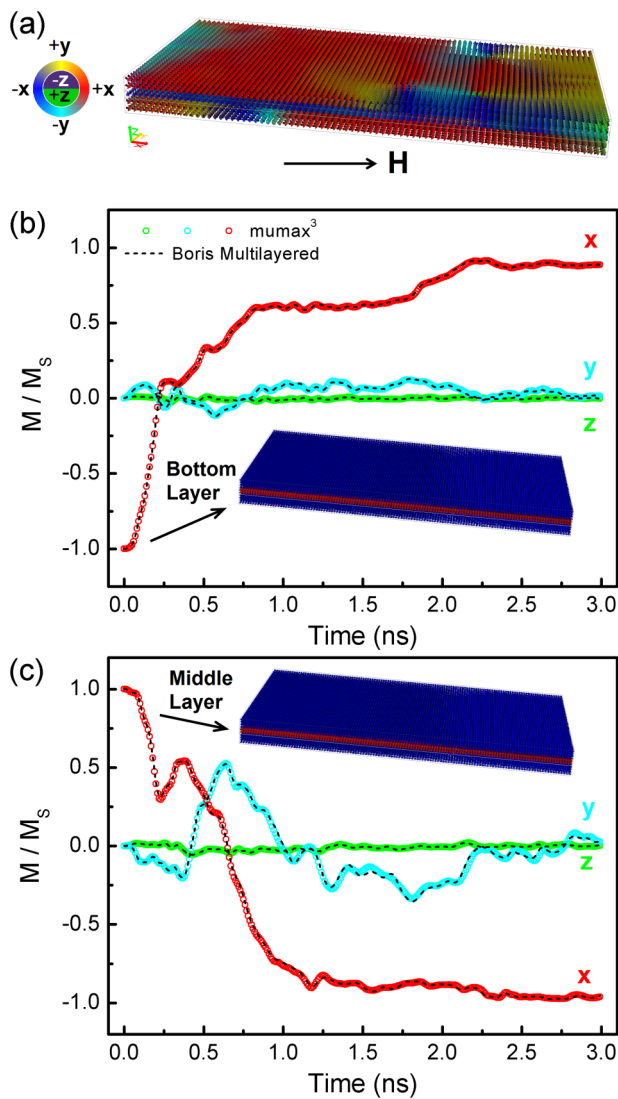 (a)
+y
-z
-x
+x
+z
-y
H
(b)
mumax³
Boris Multilayered
x
1.0
0.5
y
0.0
z
M / M_S
-0.5
Bottom
Layer
-1.0
0.0 0.5 1.0 1.5 2.0 2.5 3.0
Time (ns)
(c)
Middle
Layer
1.0
0.5
y
0.0
z
M / M_S
-0.5
x
-1.0
0.0 0.5 1.0 1.5 2.0 2.5 3.0
Time (ns)